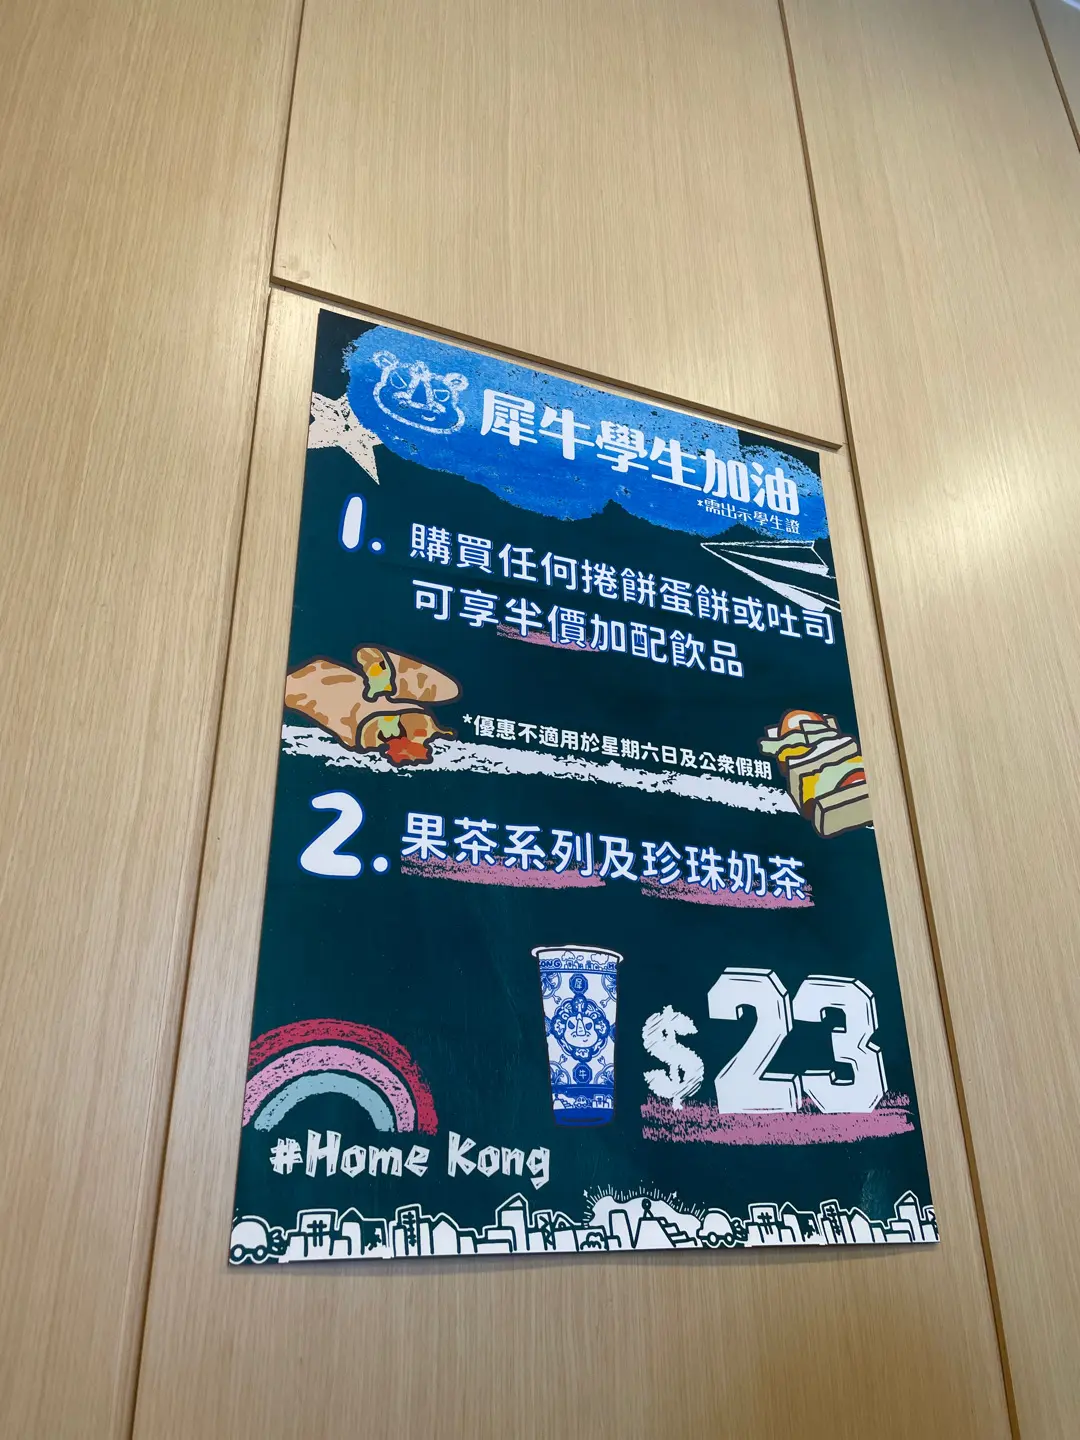 犀牛學生加油
*需出示學生證
1. 購買任何捲餅蛋餅或吐司
可享半價加配飲品
*優惠不適用於星期六日及公衆假期
2. 果茶系列及珍珠奶茶
犀
牛
$23
#Home Kong